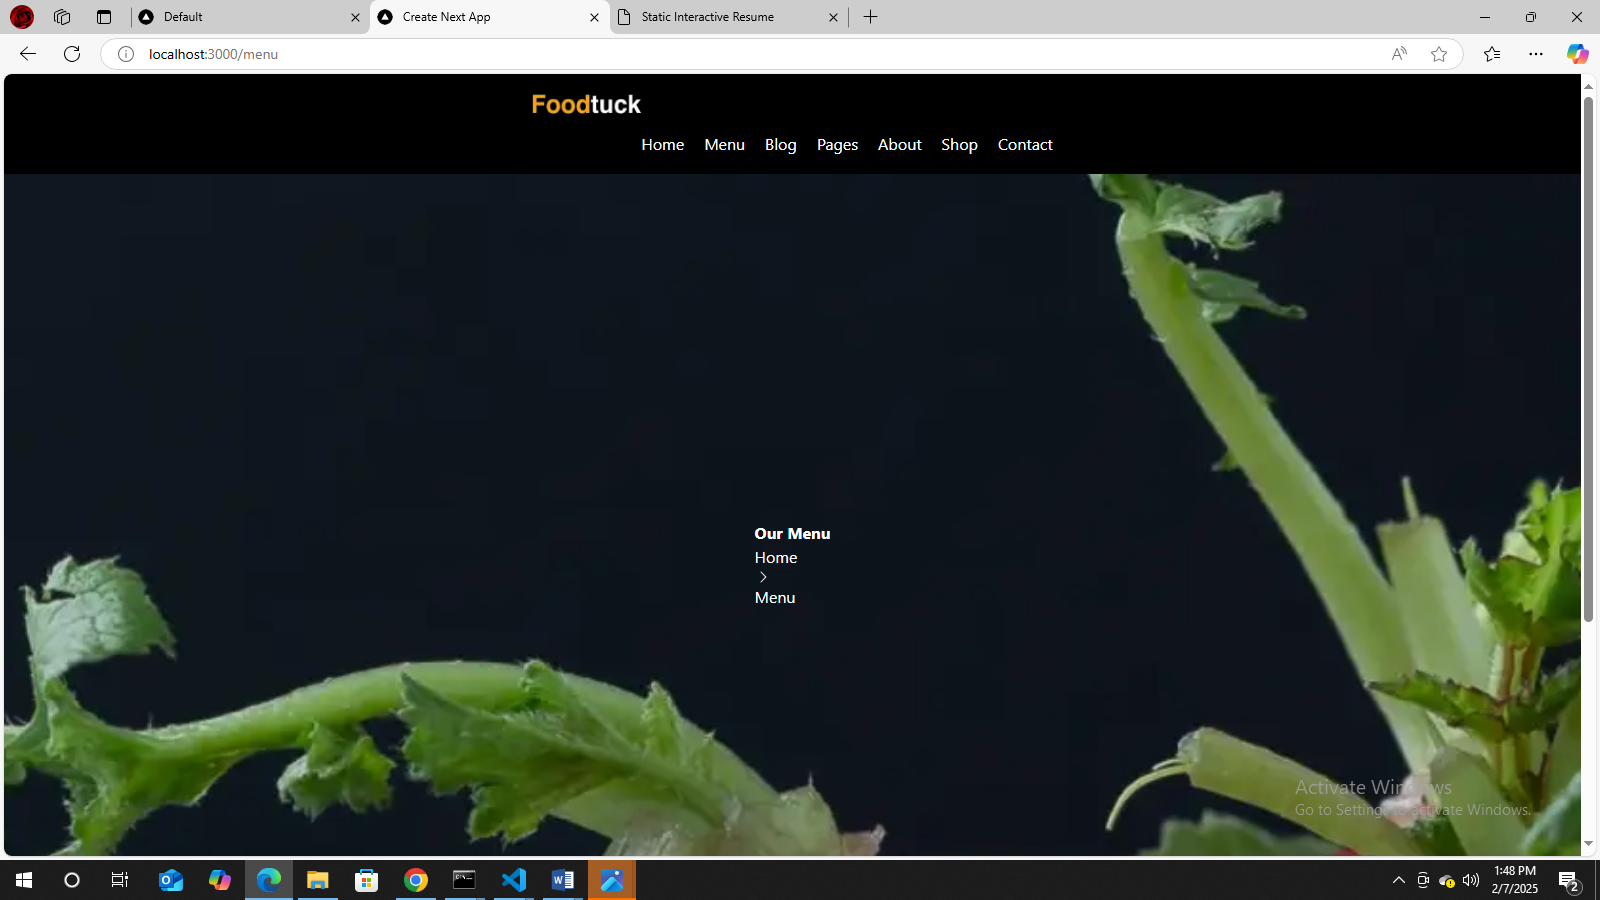 Default
Create Next App
Static Interactive Resume
localhost:3000/menu
Foodtuck
Home Menu Blog Pages About Shop Contact
Our Menu
Home
Menu
Activate Windows
Go to Settings to activate Windows.
1:48 PM
2/7/2025
2